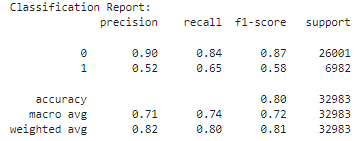 Classification Report:
precision recall f1-score support
0 0.90 0.84 0.87 26001
1 0.52 0.65 0.58 6982
accuracy 0.80 32983
macro avg 0.71 0.74 0.72 32983
weighted avg 0.82 0.80 0.81 32983